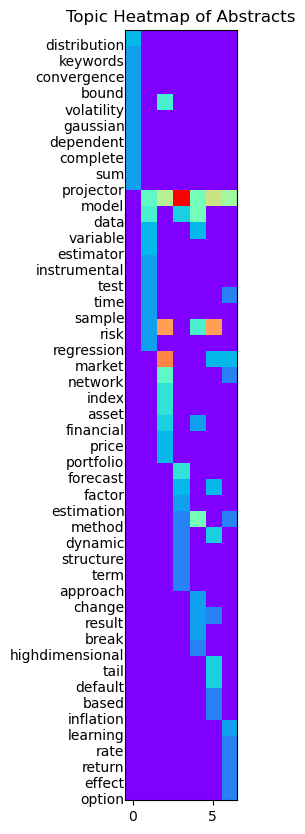 Topic Heatmap of Abstracts
distribution
keywords
convergence
bound
volatility
gaussian
dependent
complete
sum
projector
model
data
variable
estimator
instrumental
test
time
sample
risk
regression
market
network
index
asset
financial
price
portfolio
forecast
factor
estimation
method
dynamic
structure
term
approach
change
result
break
highdimensional
tail
default
based
inflation
learning
rate
return
effect
option
0 5